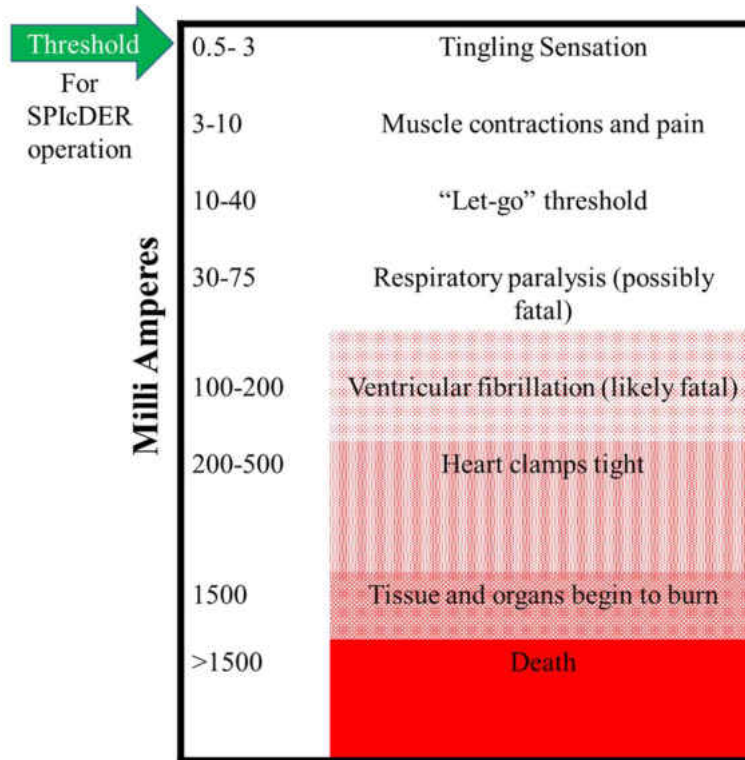 Threshold
For
SPIcDER
operation
Milli Amperes
0.5- 3 Tingling Sensation
3-10 Muscle contractions and pain
10-40 “Let-go” threshold
30-75 Respiratory paralysis (possibly
fatal)
100-200 Ventricular fibrillation (likely fatal)
200-500 Heart clamps tight
1500 Tissue and organs begin to burn
>1500 Death